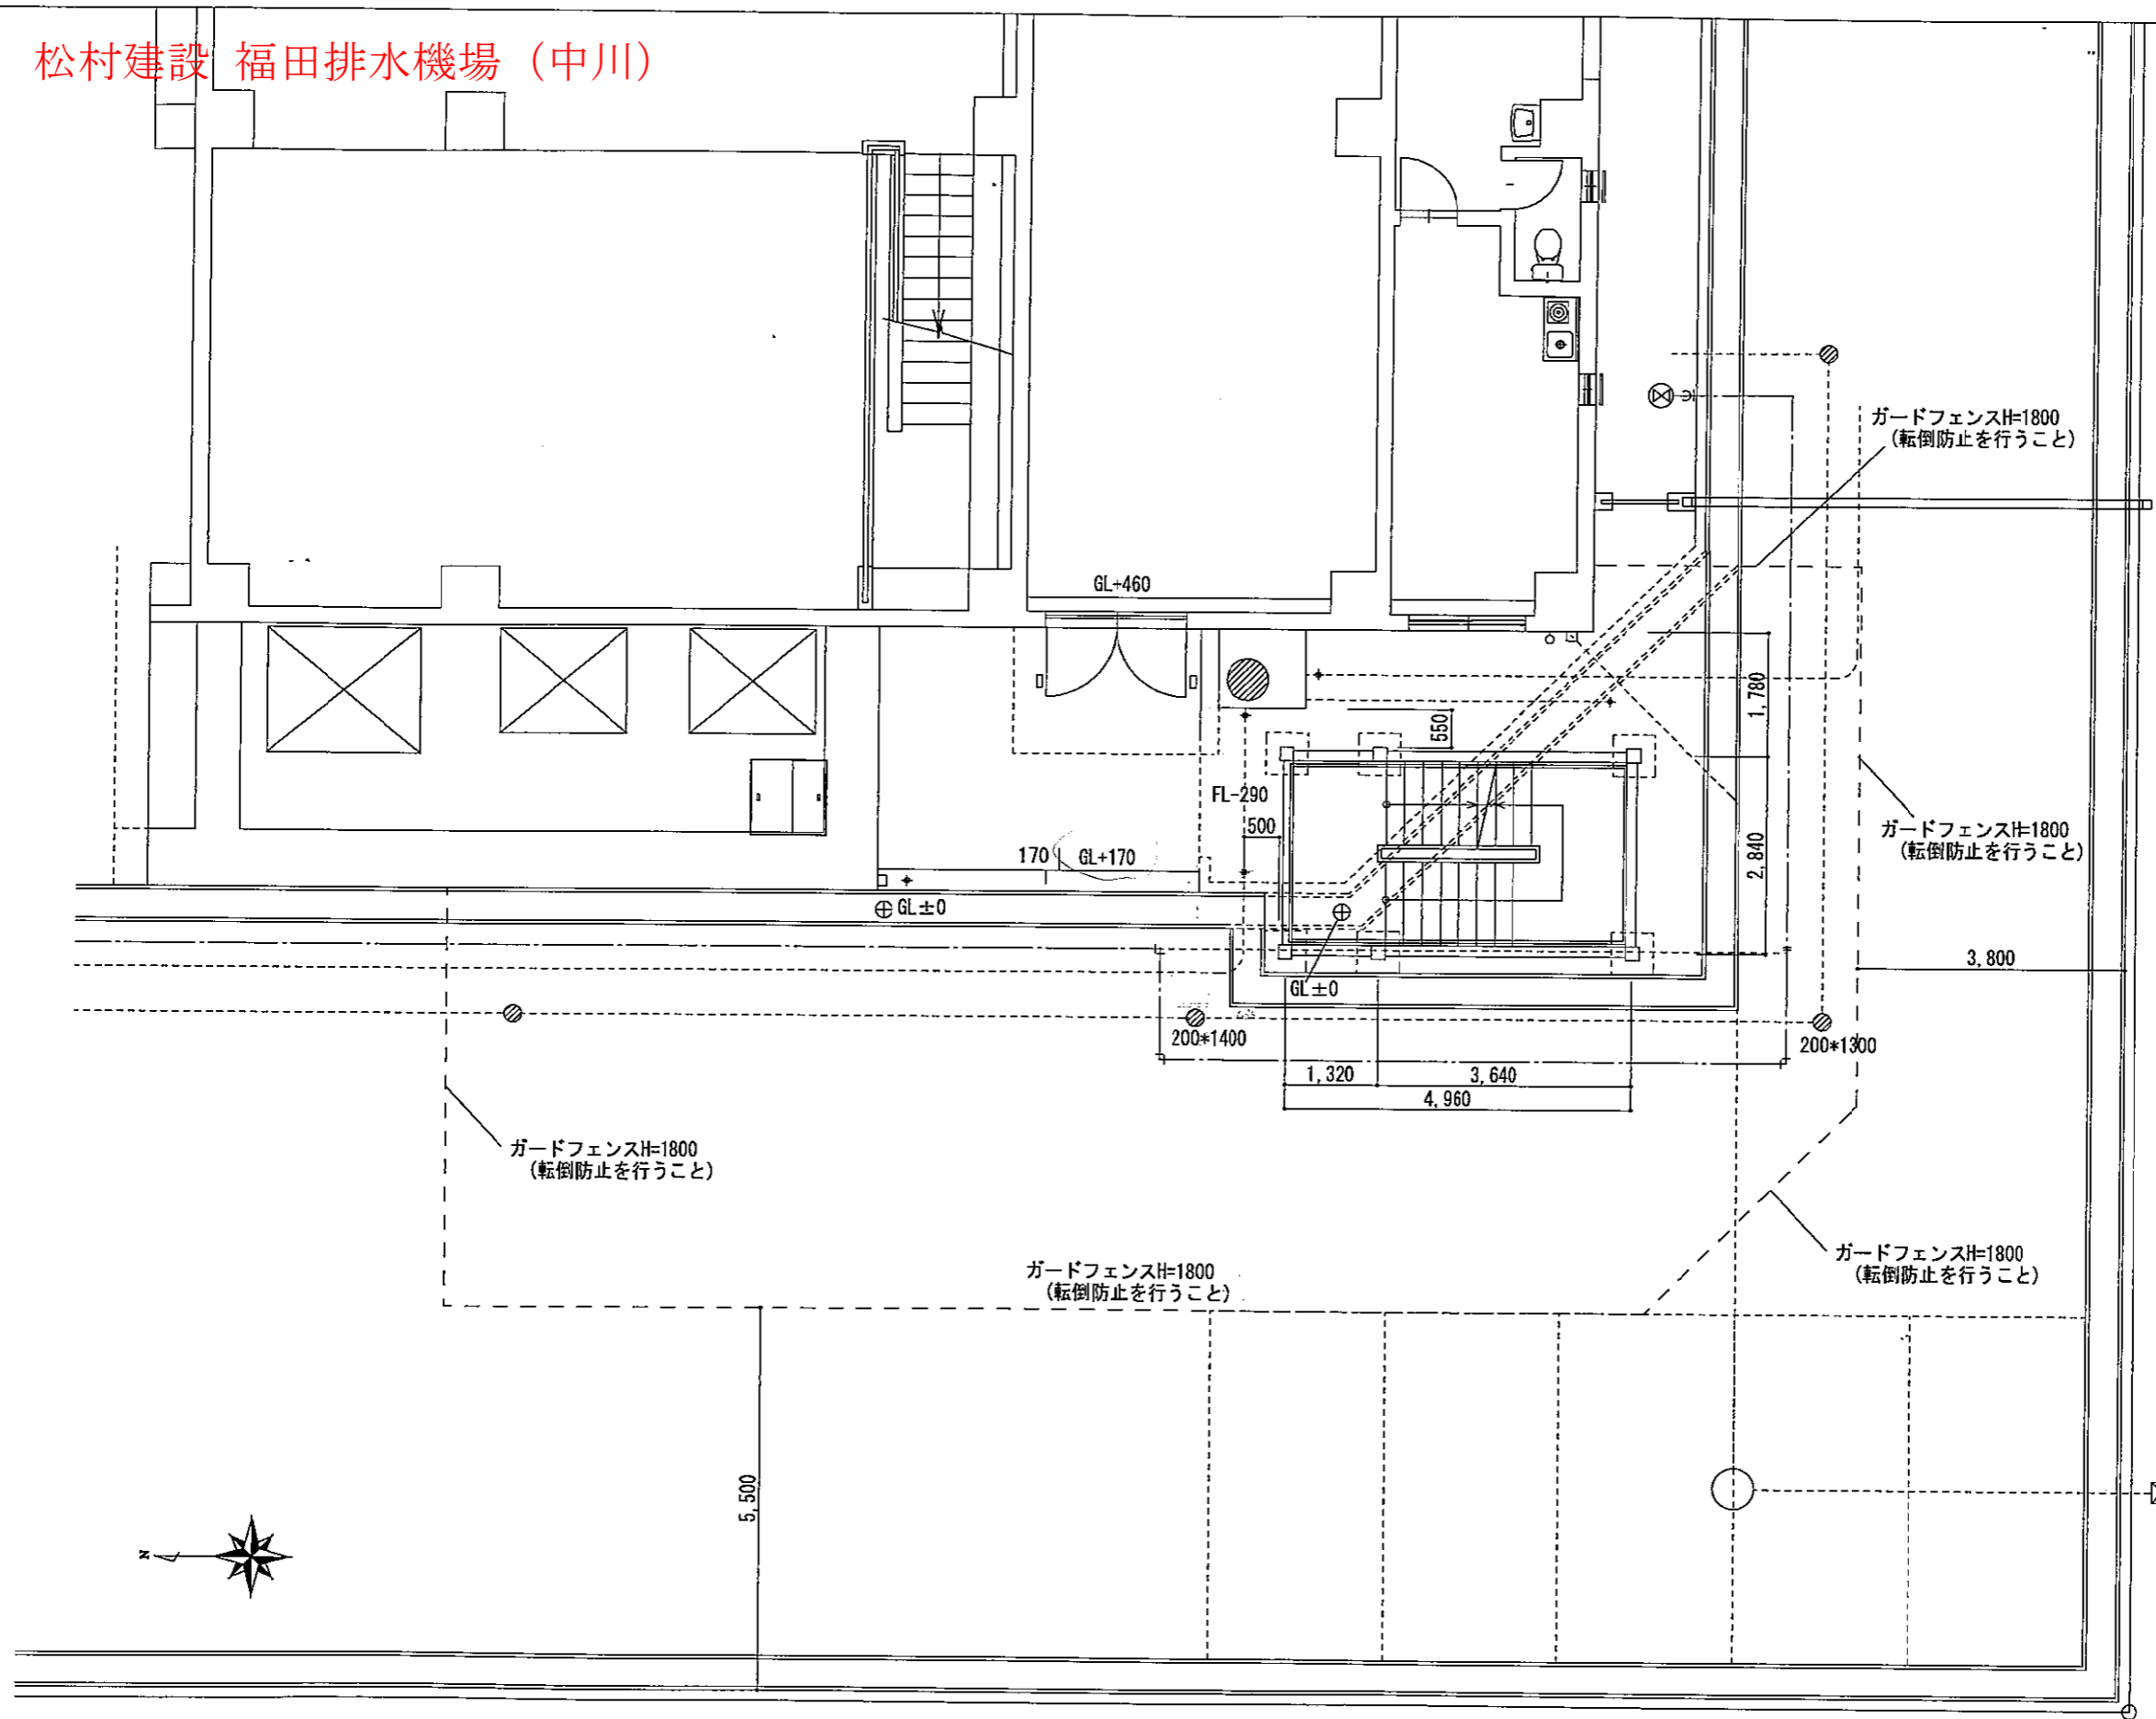 松村建設 福田排水機場（中川）
ガードフェンスH=1800
（転倒防止を行うこと）
GL+460
1,780
550
FL-290
500
ガードフェンスH=1800
（転倒防止を行うこと）
170
GL+170
2,840
GL±0
3,800
GL±0
200*1400
200*1300
1,320
3,640
4,960
ガードフェンスH=1800
（転倒防止を行うこと）
ガードフェンスH=1800
（転倒防止を行うこと）
ガードフェンスH=1800
（転倒防止を行うこと）
5,500
N